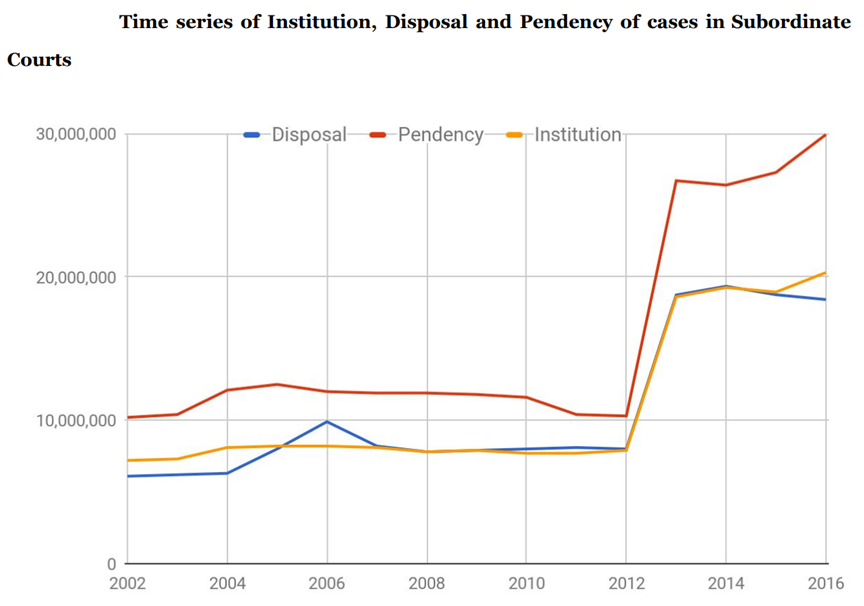 Time series of Institution, Disposal and Pendency of cases in Subordinate
Courts
Disposal Pendency Institution
30,000,000
20,000,000
10,000,000
0
2002 2004 2006 2008 2010 2012 2014 2016